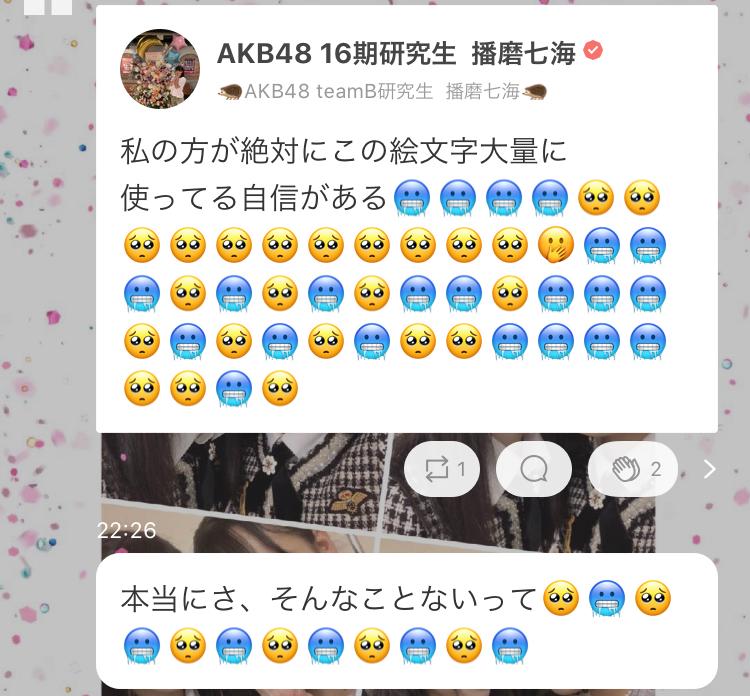 AKB48 16期研究生 播磨七海
🦔AKB48 teamB研究生 播磨七海🦔
私の方が絶対にこの絵文字大量に
使ってる自信がある🥶🥶🥶🥶🥺🥺
🥺🥺🥺🥺🥺🥺🥺🥺🥺🤭🥶🥶
🥶🥺🥶🥺🥶🥺🥶🥶🥺🥶🥶🥶
🥺🥶🥺🥶🥺🥶🥺🥺🥶🥶🥶🥶
🥺🥺🥶🥺
1
2
22:26
本当にさ、そんなことないって🥺🥶🥺
🥶🥺🥶🥺🥶🥺🥶🥺🥶